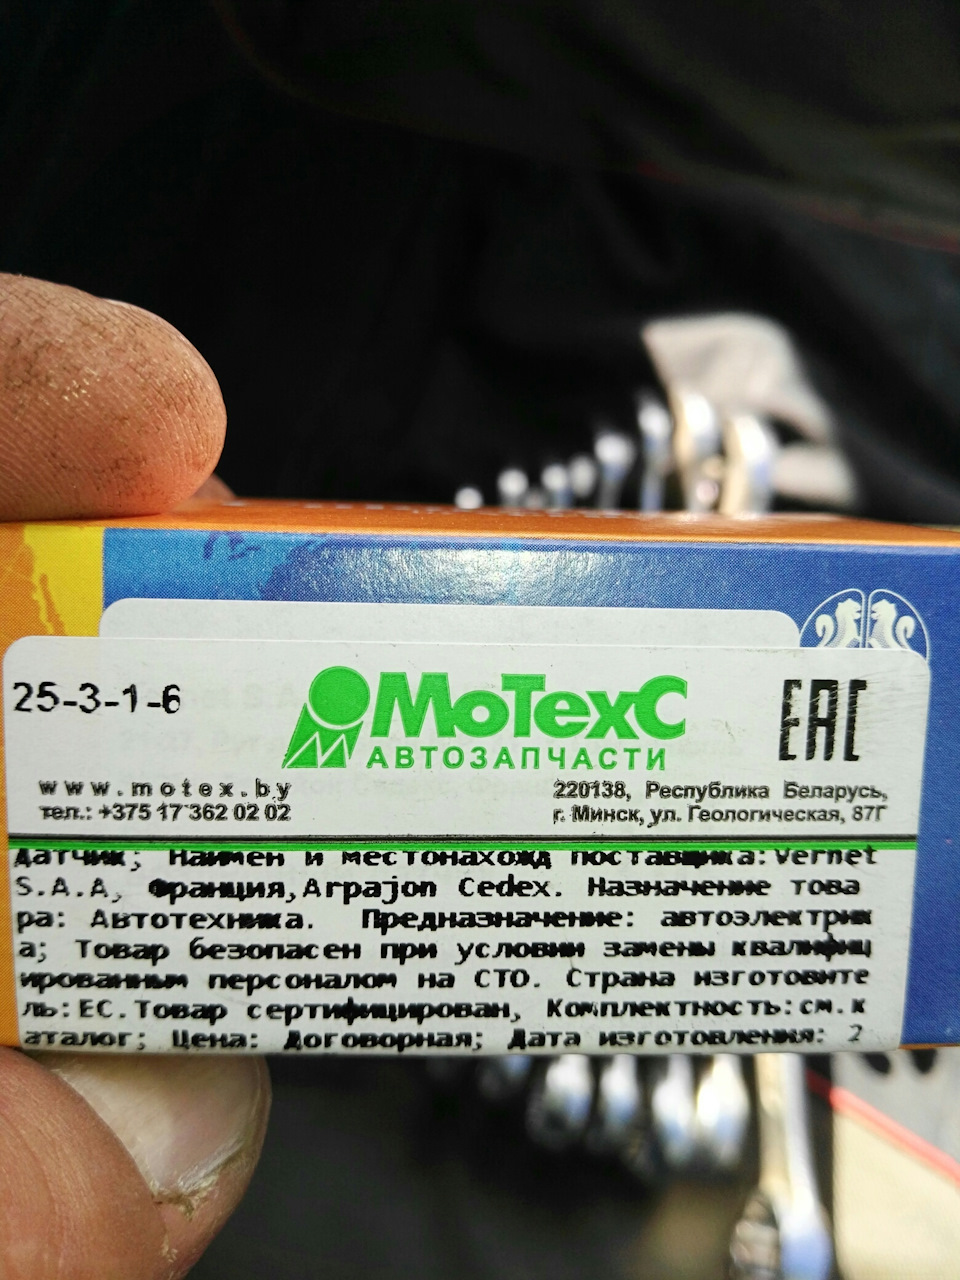 25-3-1-6
МоТехС
АВТОЗАПЧАСТИ
EAC
www.motex.by
тел.: +375 17 362 02 02
220138, Республика Беларусь,
г. Минск, ул. Геологическая, 87Г
Датчик; Наимен и местонахожд поставщика: Vernet
S.A.A, Франция, Arpajon Cedex. Назначение това
ра: Автотехника. Предназначение: автоэлектрик
а; Товар безопасен при условии замены квалифиц
ированным персоналом на СТО. Страна изготовите
ль: ЕС. Товар сертифицирован, Комплектность: см. к
аталог; Цена: Договорная; Дата изготовления: 2